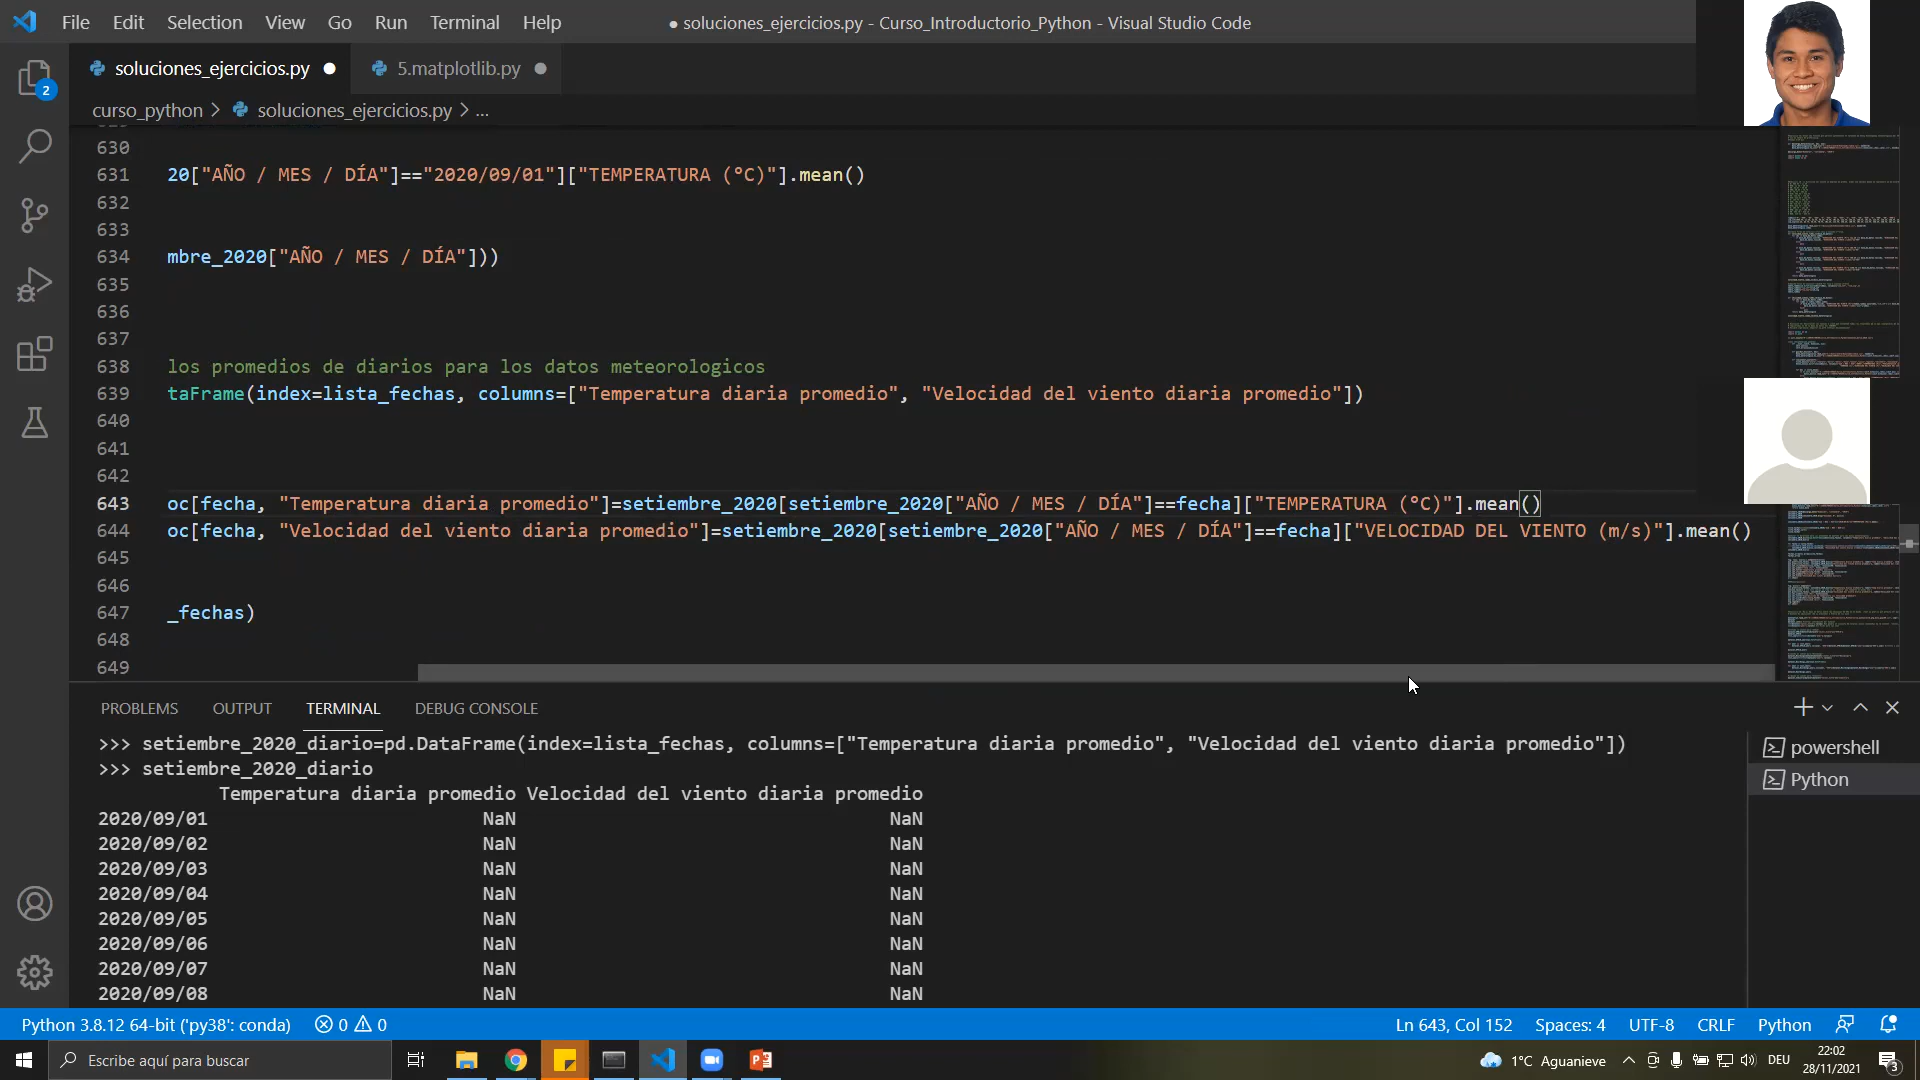 File Edit Selection View Go Run Terminal Help
● soluciones_ejercicios.py - Curso_Introductorio_Python - Visual Studio Code
soluciones_ejercicios.py
5.matplotlib.py
2
curso_python > soluciones_ejercicios.py > ...
630
631 20["AÑO / MES / DÍA"]=="2020/09/01"]["TEMPERATURA (°C)"].mean()
632
633
634 mbre_2020["AÑO / MES / DÍA"]))
635
636
637
638 los promedios de diarios para los datos meteorologicos
639 taFrame(index=lista_fechas, columns=["Temperatura diaria promedio", "Velocidad del viento diaria promedio"])
640
641
642
643 oc[fecha, "Temperatura diaria promedio"]=setiembre_2020[setiembre_2020["AÑO / MES / DÍA"]==fecha]["TEMPERATURA (°C)"].mean()
644 oc[fecha, "Velocidad del viento diaria promedio"]=setiembre_2020[setiembre_2020["AÑO / MES / DÍA"]==fecha]["VELOCIDAD DEL VIENTO (m/s)"].mean()
645
646
647 _fechas)
648
649
PROBLEMS OUTPUT TERMINAL DEBUG CONSOLE
>>> setiembre_2020_diario=pd.DataFrame(index=lista_fechas, columns=["Temperatura diaria promedio", "Velocidad del viento diaria promedio"])
>>> setiembre_2020_diario
Temperatura diaria promedio Velocidad del viento diaria promedio
2020/09/01 NaN NaN
2020/09/02 NaN NaN
2020/09/03 NaN NaN
2020/09/04 NaN NaN
2020/09/05 NaN NaN
2020/09/06 NaN NaN
2020/09/07 NaN NaN
2020/09/08 NaN NaN
powershell
Python
Python 3.8.12 64-bit ('py38': conda) 0 0
Ln 643, Col 152 Spaces: 4 UTF-8 CRLF Python
Escribe aquí para buscar
1°C Aguanieve
DEU
22:02
28/11/2021
3